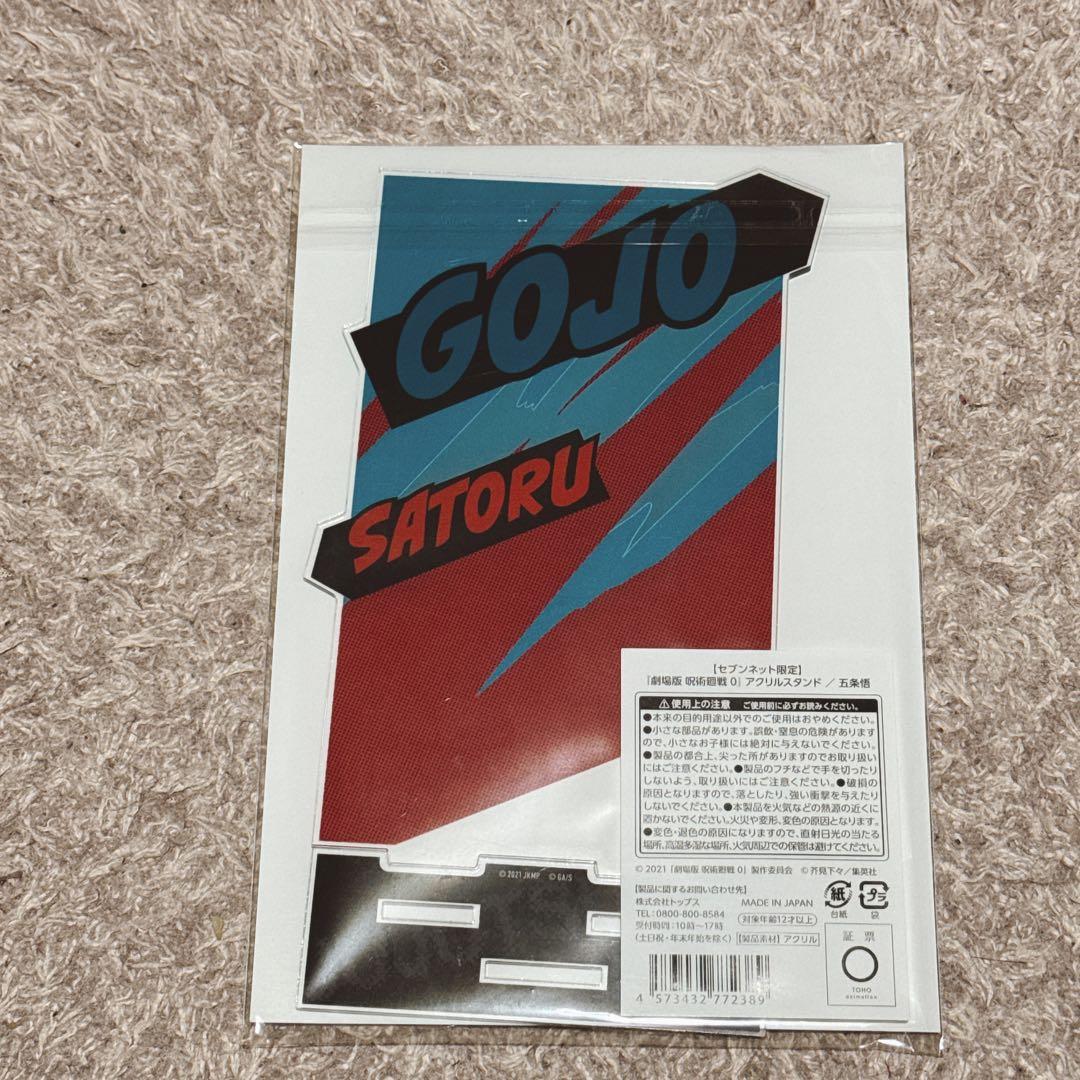 GOJO
SATORU
© 2021 JKMP © GA/S
【セブンネット限定】
『劇場版 呪術廻戦 0』アクリルスタンド ／ 五条悟
⚠使用上の注意 ご使用前に必ずお読みください。
●本来の目的用途以外でのご使用はおやめください。
●小さな部品があります。誤飲・窒息の危険があります
ので、小さなお子様には絶対に与えないでください。
●製品の都合上、尖った所がありますのでお取り扱い
にはご注意ください。●製品のフチなどで手を切ったり
しないよう、取り扱いにはご注意ください。●破損の
原因となりますので、落としたり、強い衝撃を与えたり
しないでください。●本製品を火気などの熱源の近くに
置かないでください。火災や変形、変色の原因となります。
●変色・退色の原因になりますので、直射日光の当たる
場所、高温多湿な場所、火気周辺での保管は避けてください。
© 2021 「劇場版 呪術廻戦 0」製作委員会 © 芥見下々／集英社
【製品に関するお問い合わせ先】
株式会社トップス MADE IN JAPAN
TEL：0800-800-8584 対象年齢12才以上
受付時間：10時～17時
(土日祝・年末年始を除く) 【製品素材】アクリル
紙 プラ
台紙 袋
証 票
TOHO
animation
4 573432 772389